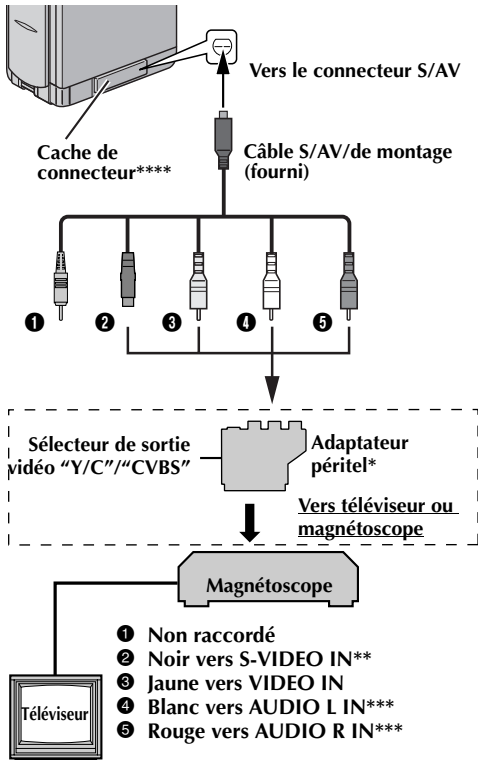 Vers le connecteur S/AV
Cache de
connecteur****
Câble S/AV/de montage
(fourni)
❶ ❷ ❸ ❹ ❺
Sélecteur de sortie
vidéo “Y/C”/“CVBS”
Adaptateur
péritel*
Vers téléviseur ou
magnétoscope
Magnétoscope
❶ Non raccordé
❷ Noir vers S-VIDEO IN**
❸ Jaune vers VIDEO IN
❹ Blanc vers AUDIO L IN***
❺ Rouge vers AUDIO R IN***
Téléviseur